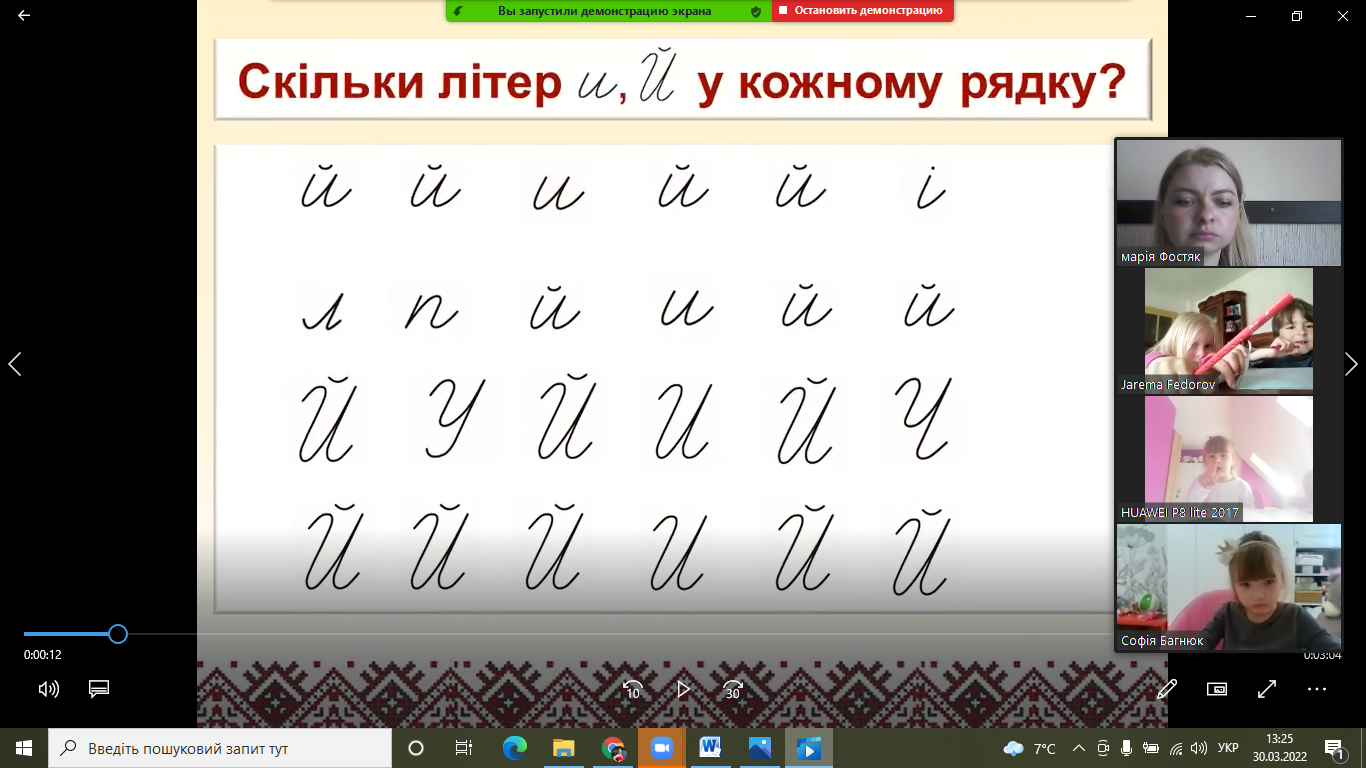 Вы запустили демонстрацию экрана
Остановить демонстрацию
Скільки літер и, Й у кожному рядку?
й й и й й і
л п й и й й
Й У Й И Й Ч
Й Й Й И Й Й
марія Фостяк
Jarema Fedorov
HUAWEI P8 lite 2017
Софія Багнюк
0:00:12
0:03:04
10
30
Введіть пошуковий запит тут
7°C
УКР
13:25
30.03.2022
1